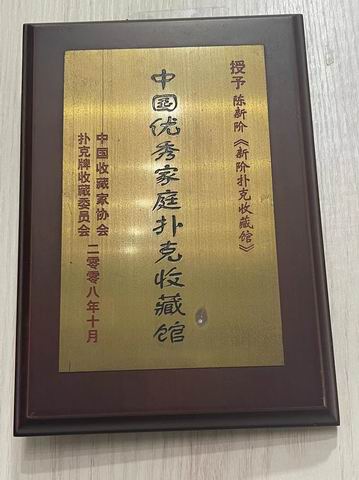 授予 陈新阶《新阶扑克收藏馆》
中国优秀家庭扑克收藏馆
中国收藏家协会
扑克牌收藏委员会
二零零八年十月